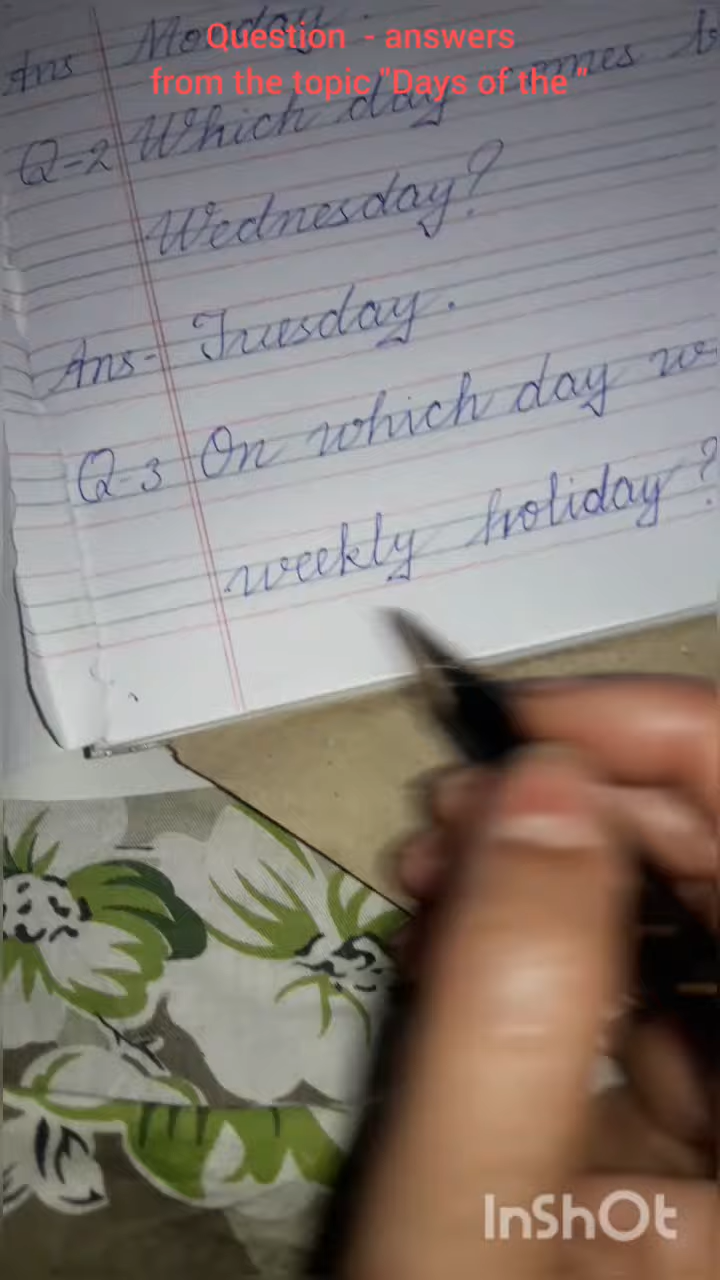 Question - answers
from the topic "Days of the "
Ans Monday.
Q-2 Which day comes
Wednesday?
Ans- Tuesday.
Q-3 On which day
weekly holiday?
InShOt